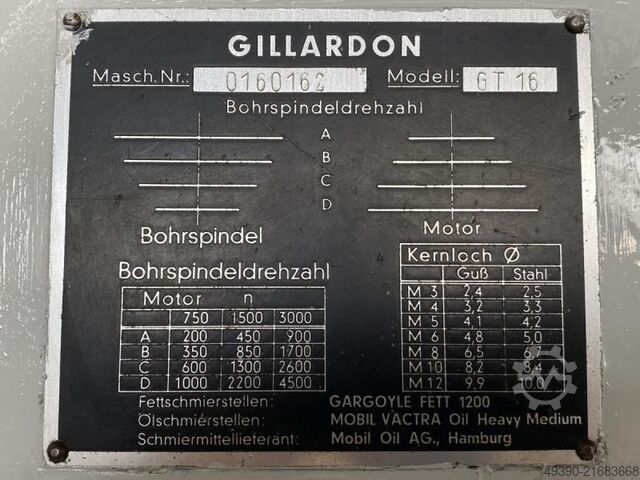 GILLARDON
Masch.Nr.: 0160162 Modell: GT 16
Bohrspindeldrehzahl
A
B
C
D
Bohrspindel Motor
Bohrspindeldrehzahl
Motor n
750 1500 3000
A 200 450 900
B 350 850 1700
C 600 1300 2600
D 1000 2200 4500
Kernloch Ø
Guß Stahl
M 3 2,4 2,5
M 4 3,2 3,3
M 5 4,1 4,2
M 6 4,8 5,0
M 8 6,5 6,7
M 10 8,2 8,4
M 12 9,9 10,0
Fettschmierstellen: GARGOYLE FETT 1200
Ölschmierstellen: MOBIL VACTRA Oil Heavy Medium
Schmiermittellieferant: Mobil Oil AG., Hamburg
49390-21683668